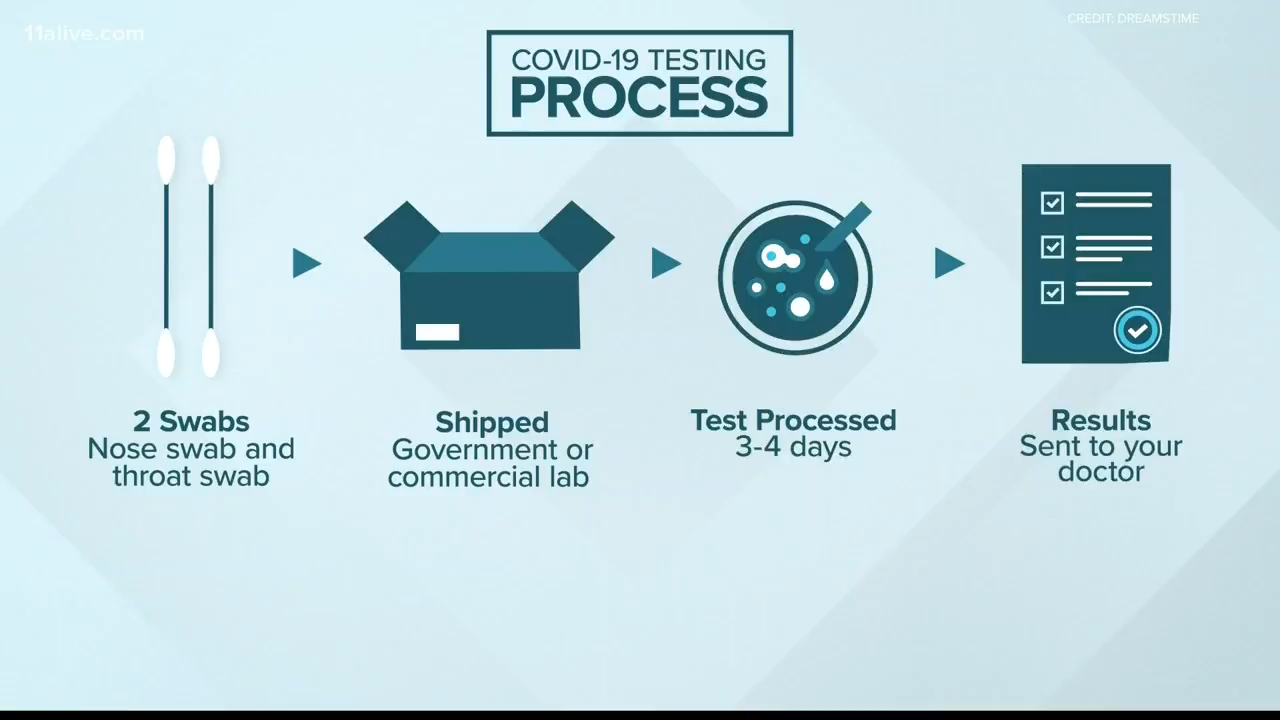 11alive.com
CREDIT: DREAMSTIME
COVID-19 TESTING
PROCESS
2 Swabs
Nose swab and
throat swab
Shipped
Government or
commercial lab
Test Processed
3-4 days
Results
Sent to your
doctor